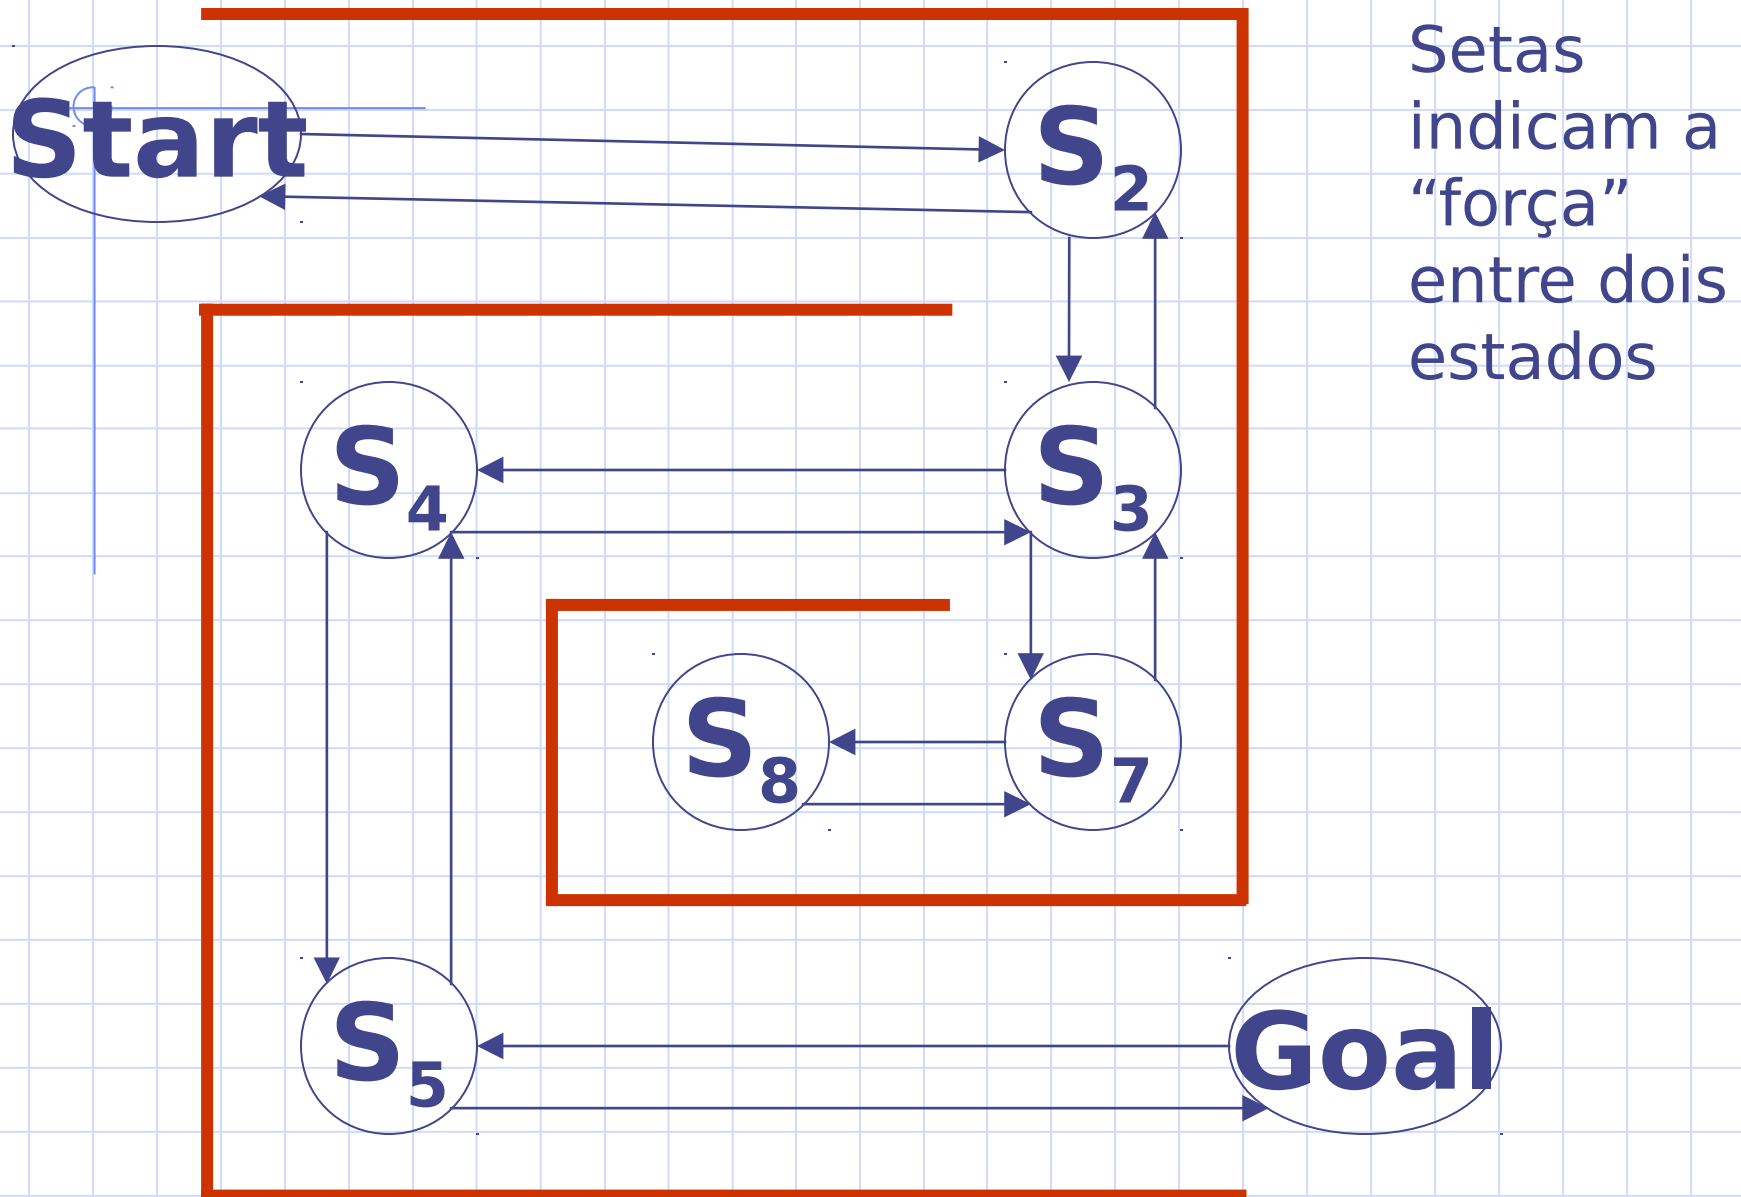 Start
S2
Setas
indicam a
“força”
entre dois
estados
S4
S3
S8
S7
S5
Goal